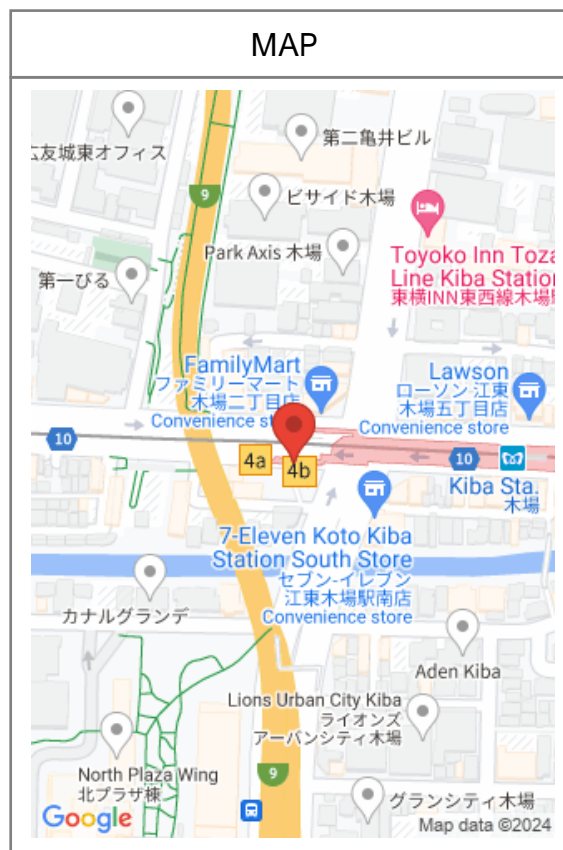 MAP
第二亀井ビル
広友城東オフィス
9
ビサイド木場
Park Axis 木場
Toyoko Inn Toza
Line Kiba Station
東横INN東西線木場
第一びる
FamilyMart
ファミリーマート
木場二丁目店
Convenience st
Lawson
ローソン 江東
木場五丁目店
Convenience store
10
4a
4b
10
Kiba Sta.
木場
7-Eleven Koto Kiba
Station South Store
セブン-イレブン
江東木場駅南店
Convenience store
カナルグランデ
Aden Kiba
Lions Urban City Kiba
ライオンズ
アーバンシティ木場
North Plaza Wing
北プラザ棟
9
グランシティ木場
Google
Map data ©2024